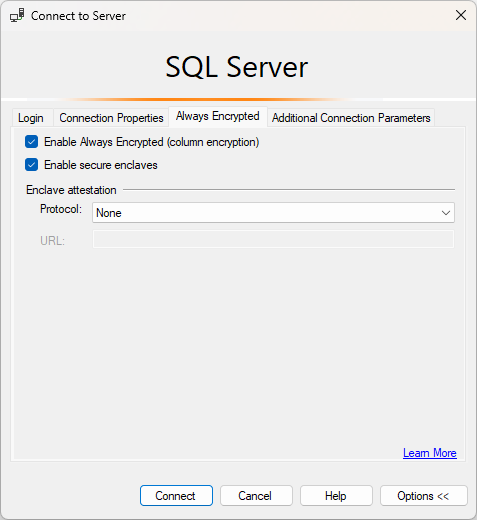 Connect to Server
SQL Server
Login Connection Properties Always Encrypted Additional Connection Parameters
Enable Always Encrypted (column encryption)
Enable secure enclaves
Enclave attestation
Protocol: None
URL:
Learn More
Connect Cancel Help Options <<